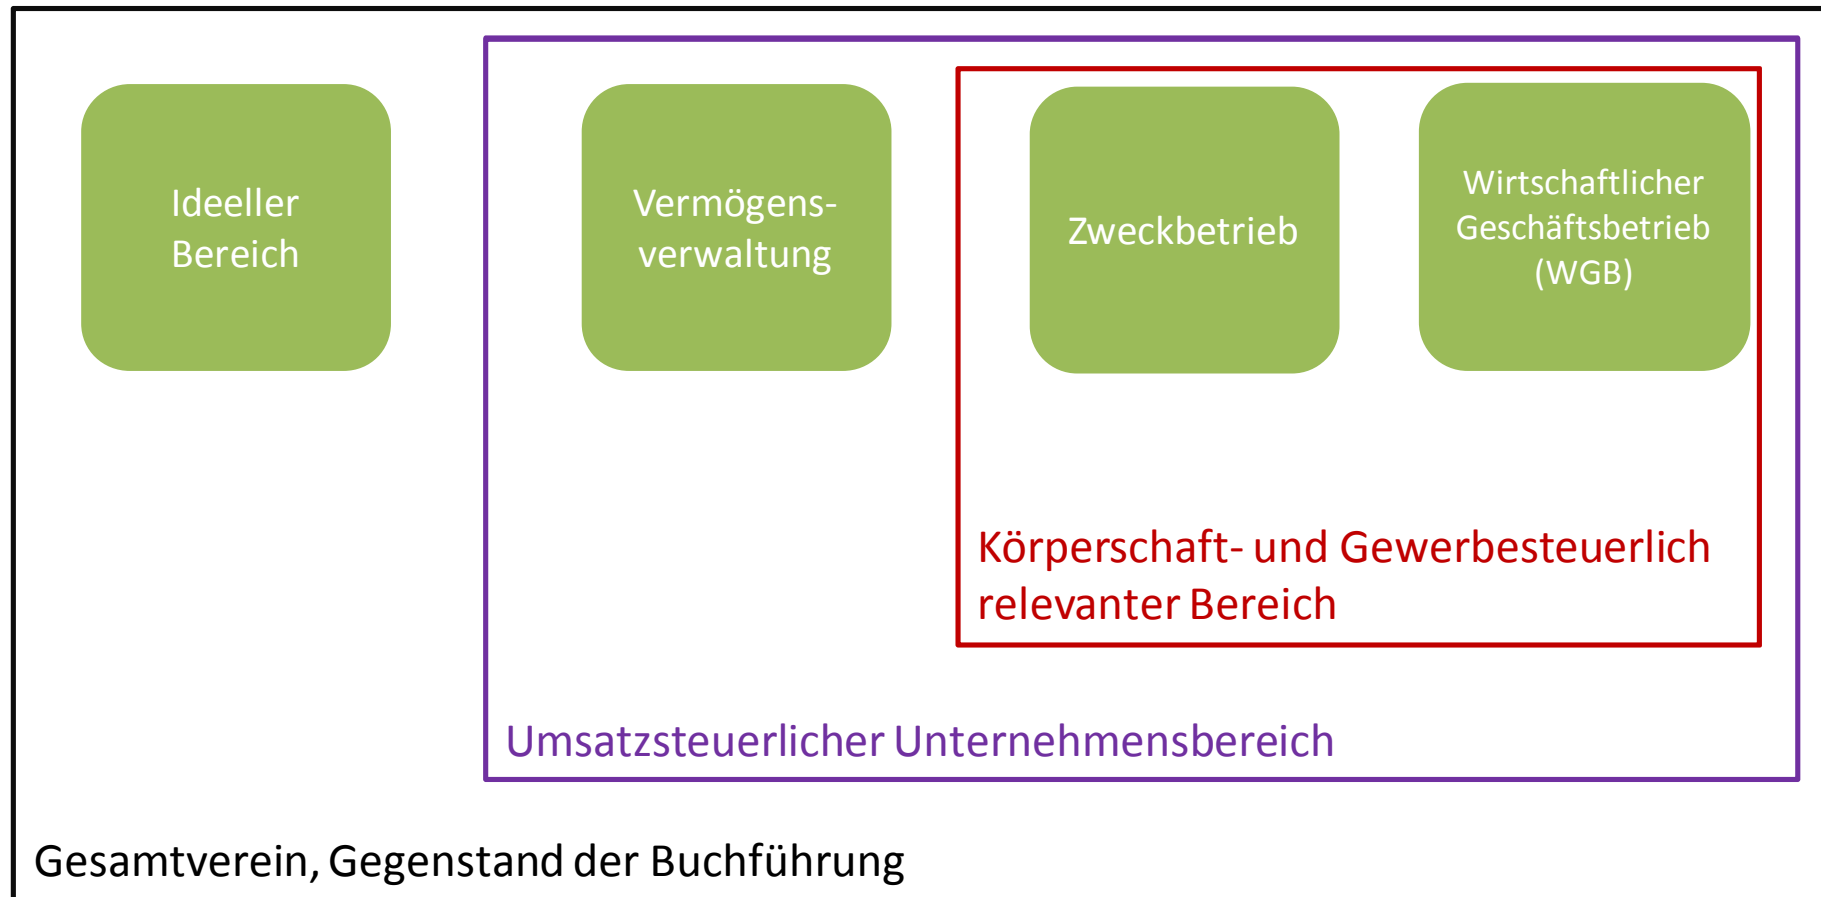 Ideeller
Bereich
Vermögens-
verwaltung
Zweckbetrieb
Wirtschaftlicher
Geschäftsbetrieb
(WGB)
Körperschaft- und Gewerbesteuerlich
relevanter Bereich
Umsatzsteuerlicher Unternehmensbereich
Gesamtverein, Gegenstand der Buchführung